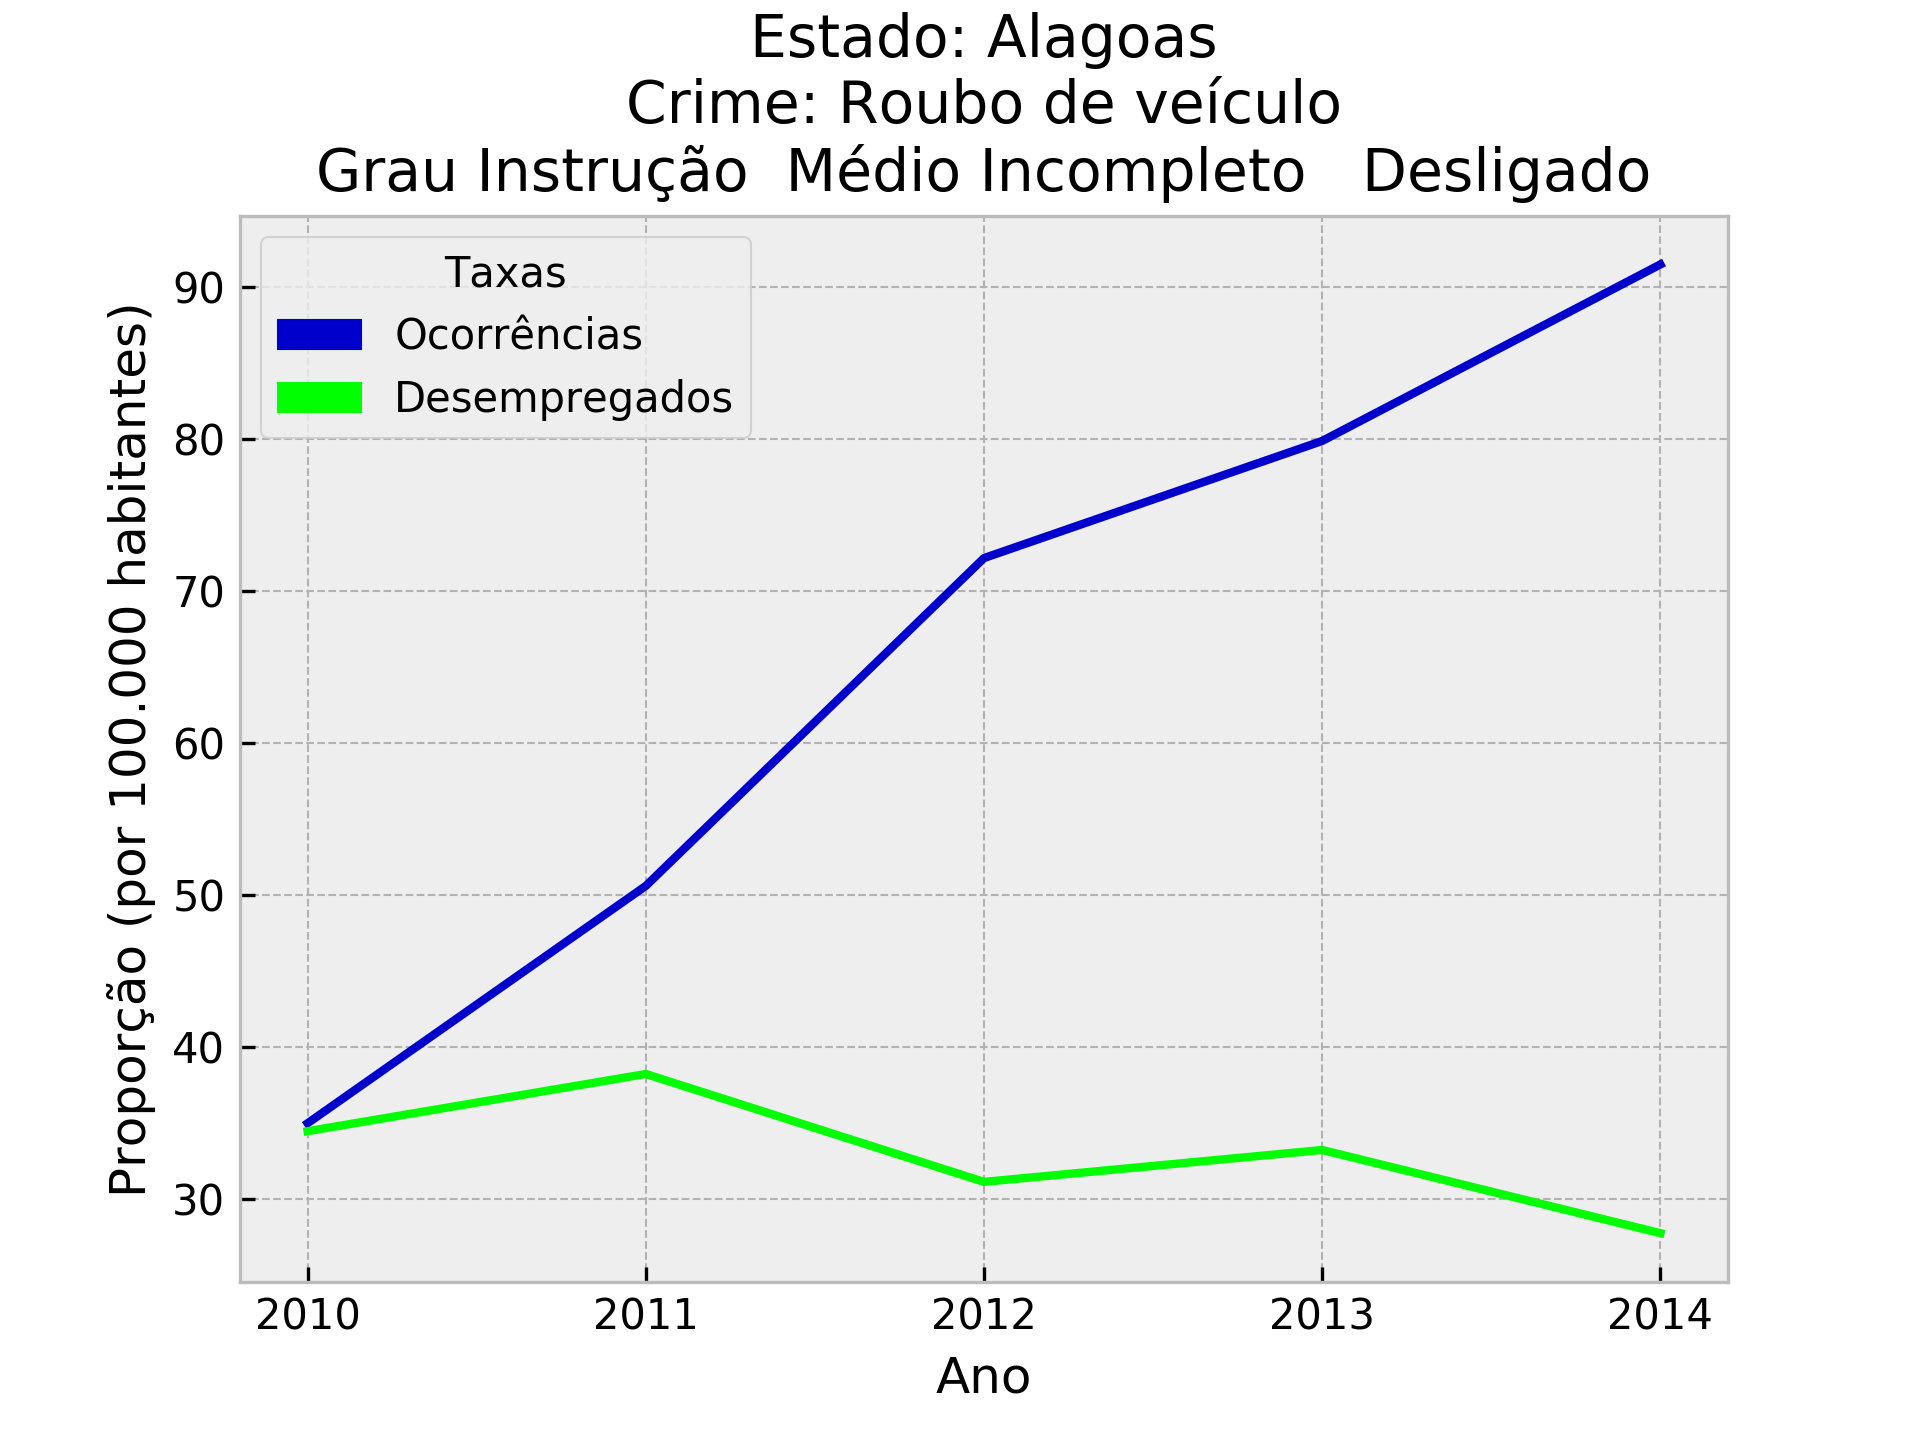 Estado: Alagoas
Crime: Roubo de veículo
Grau Instrução  Médio Incompleto   Desligado
Taxas
Ocorrências
Desempregados
Proporção (por 100.000 habitantes)
90
80
70
60
50
40
30
2010 2011 2012 2013 2014
Ano